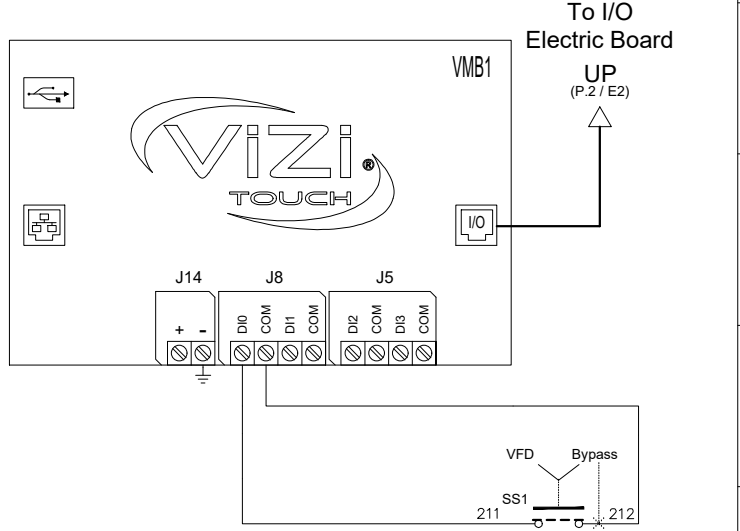 To I/O
Electric Board
UP
(P.2 / E2)
VMB1
ViZi®
TOUCH
I/O
J14 J8 J5
+ - DI0 COM DI1 COM DI2 COM DI3 COM
VFD Bypass
SS1
211 212